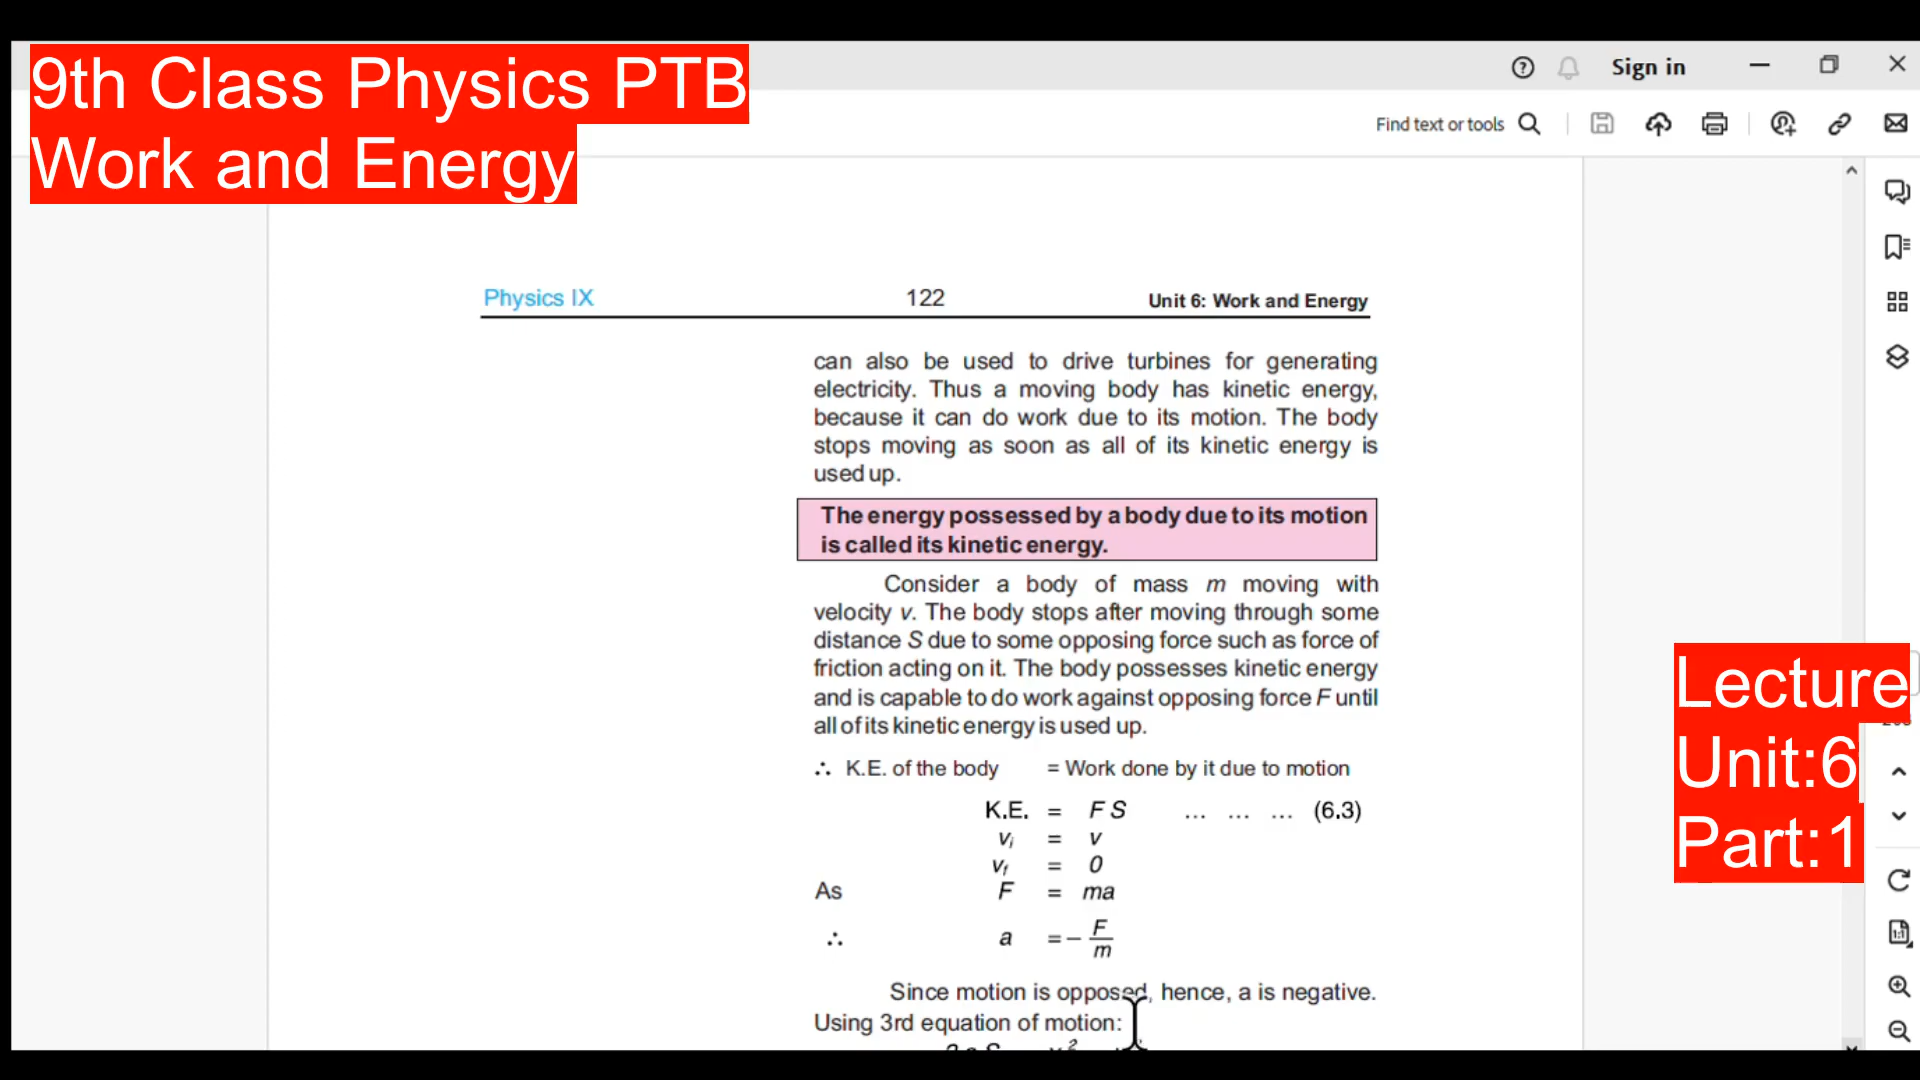 9th Class Physics PTB
Work and Energy
Sign in
Find text or tools
Physics IX 122 Unit 6: Work and Energy
can also be used to drive turbines for generating
electricity. Thus a moving body has kinetic energy,
because it can do work due to its motion. The body
stops moving as soon as all of its kinetic energy is
used up.
The energy possessed by a body due to its motion
is called its kinetic energy.
Consider a body of mass m moving with
velocity v. The body stops after moving through some
distance S due to some opposing force such as force of
friction acting on it. The body possesses kinetic energy
and is capable to do work against opposing force F until
all of its kinetic energy is used up.
∴ K.E. of the body = Work done by it due to motion
K.E. = F S ... ... ... (6.3)
vi = v
vf = 0
As F = ma
∴ a = - F/m
Since motion is opposed, hence, a is negative.
Using 3rd equation of motion:
Lecture
Unit:6
Part:1